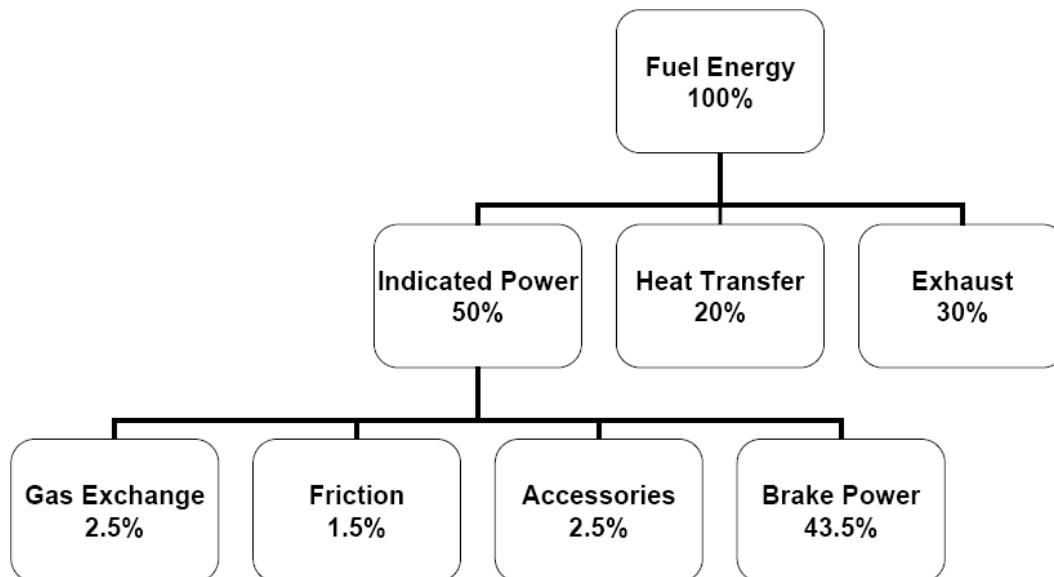 Fuel Energy
100%
Indicated Power
50%
Heat Transfer
20%
Exhaust
30%
Gas Exchange
2.5%
Friction
1.5%
Accessories
2.5%
Brake Power
43.5%